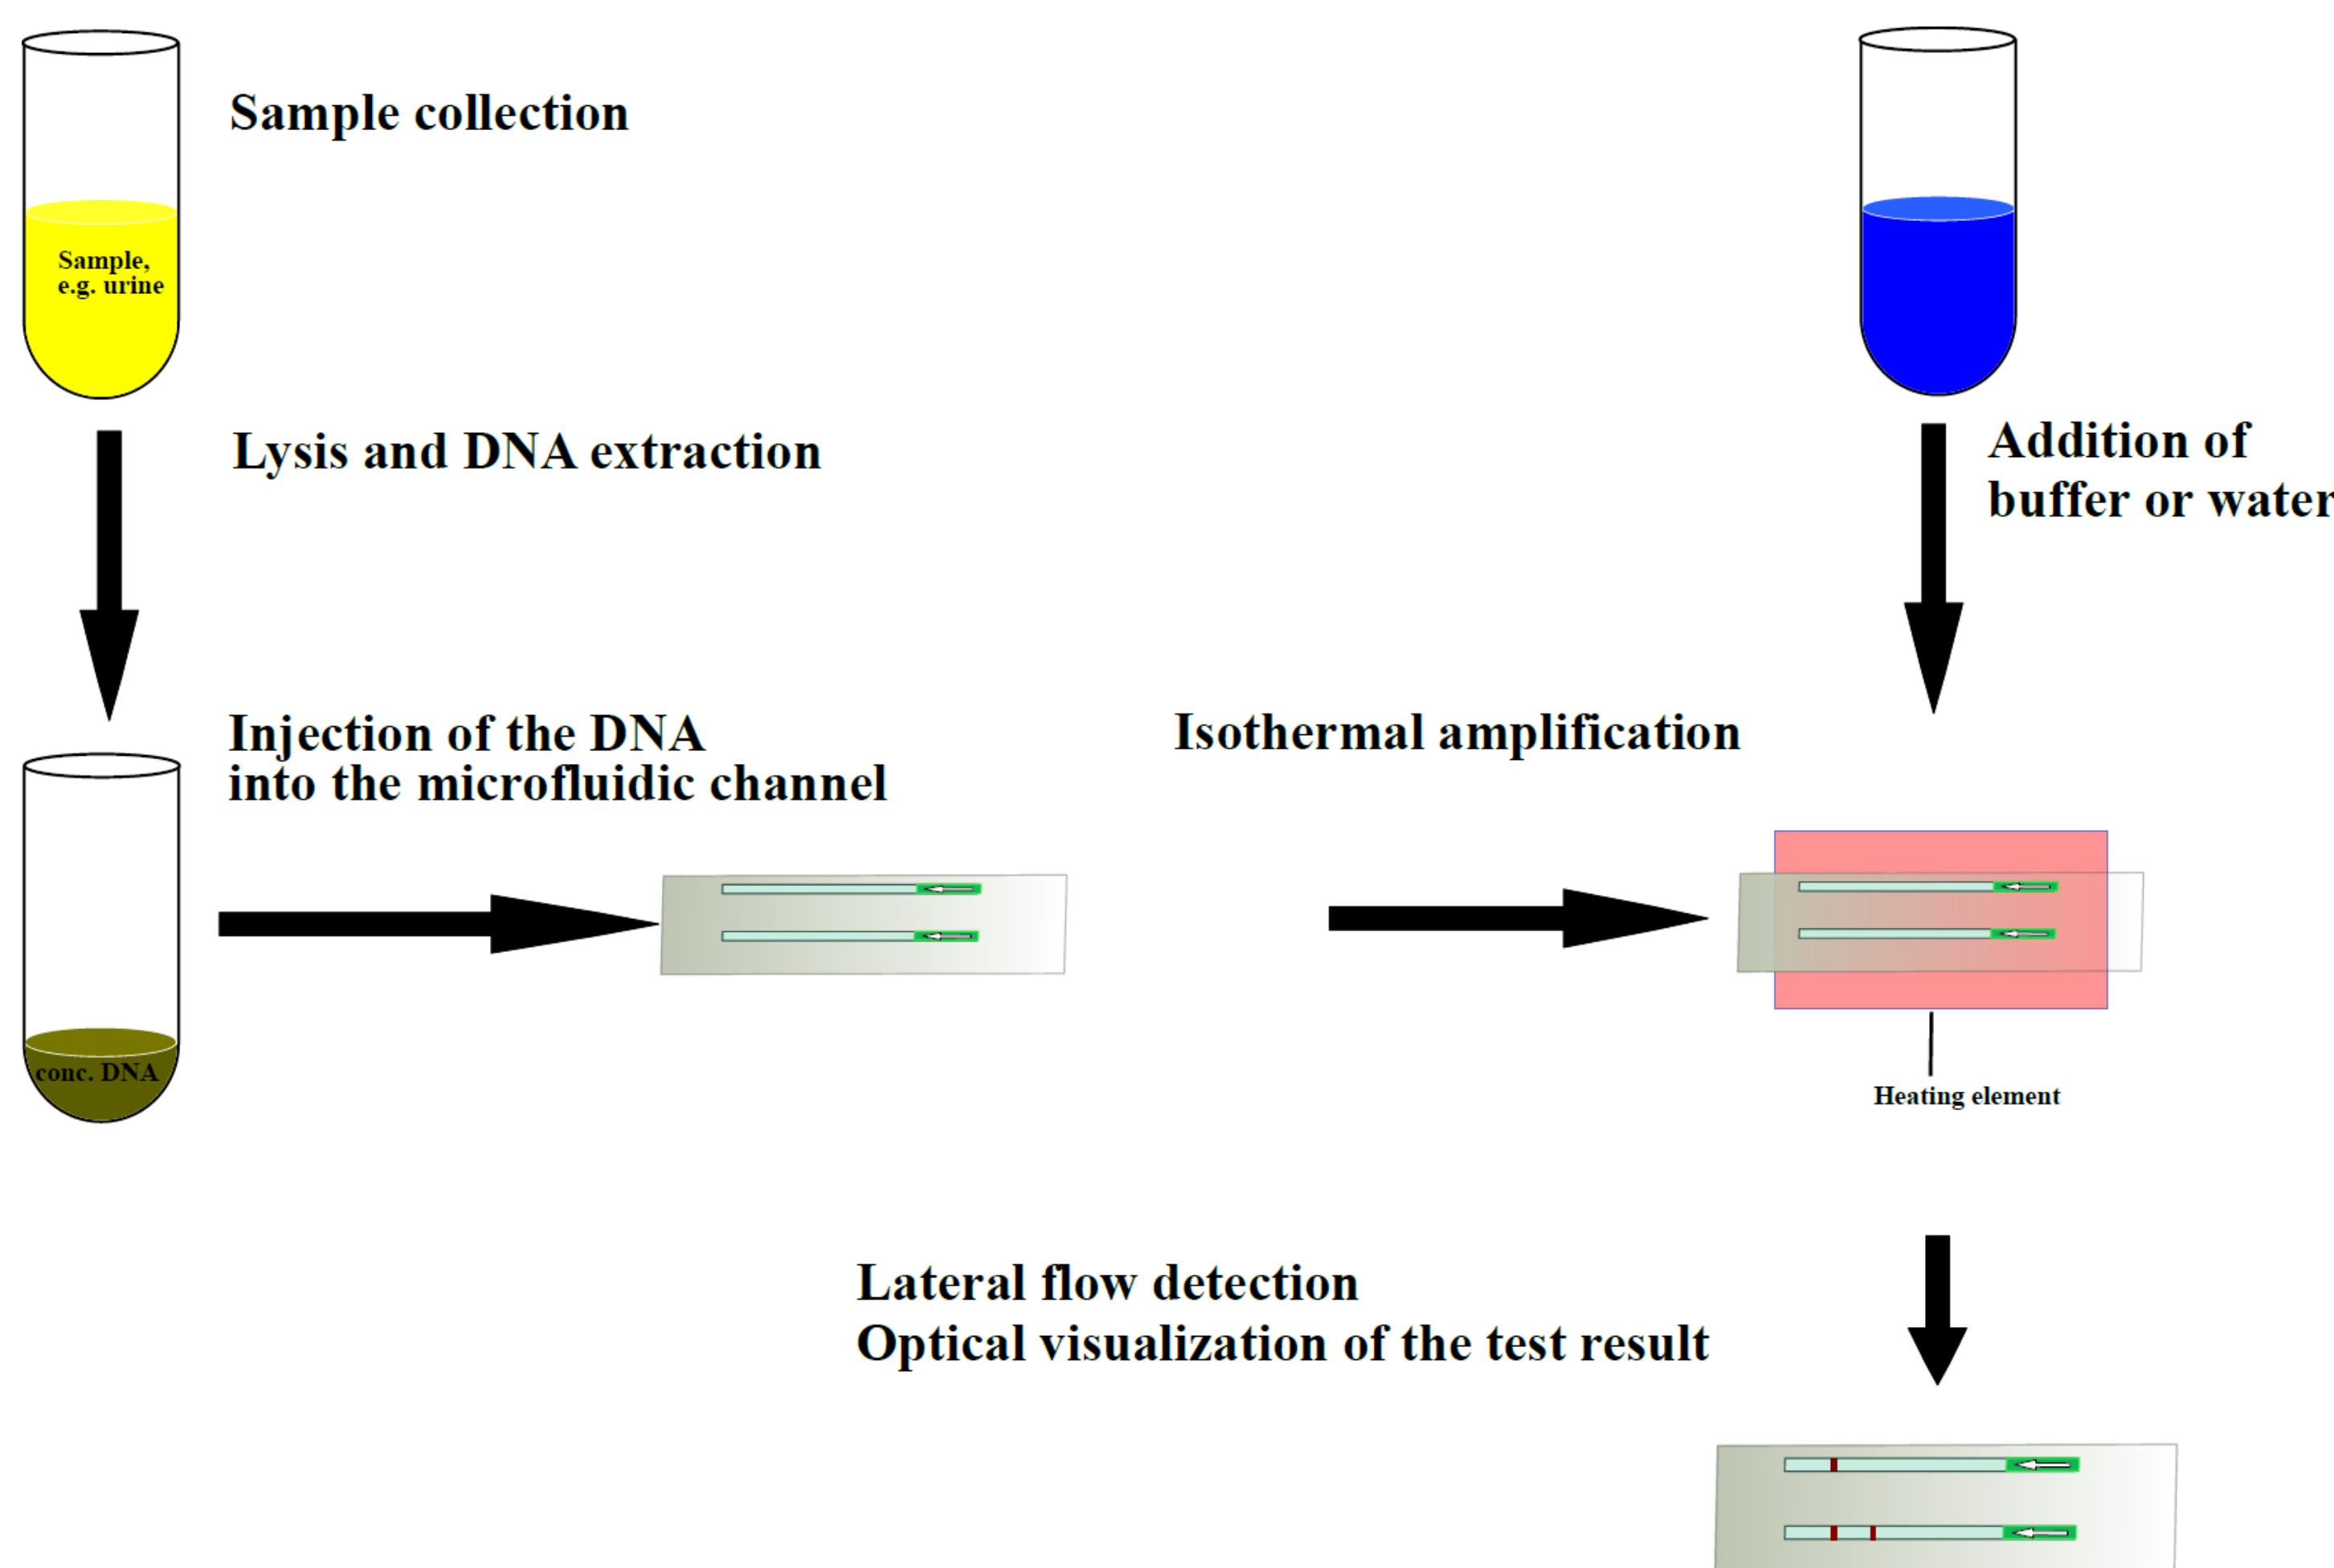 Sample collection
Sample,
e.g. urine
Lysis and DNA extraction
Addition of
buffer or water
Injection of the DNA
into the microfluidic channel
Isothermal amplification
conc. DNA
Heating element
Lateral flow detection
Optical visualization of the test result